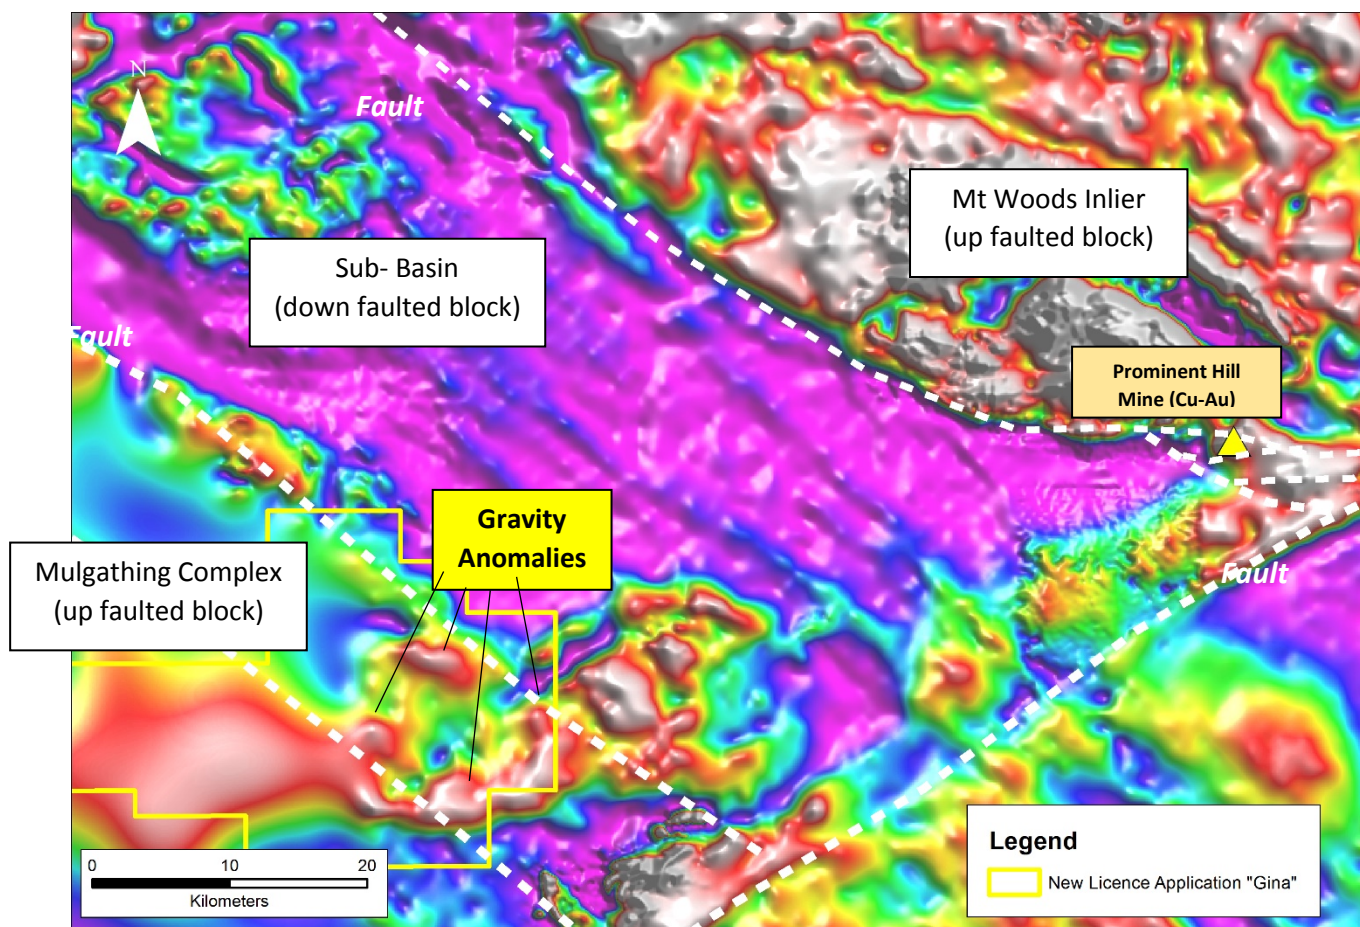 N
Fault
Mt Woods Inlier
(up faulted block)
Sub- Basin
(down faulted block)
Fault
Prominent Hill
Mine (Cu-Au)
Gravity
Anomalies
Mulgathing Complex
(up faulted block)
Fault
Legend
New Licence Application "Gina"
0 10 20
Kilometers